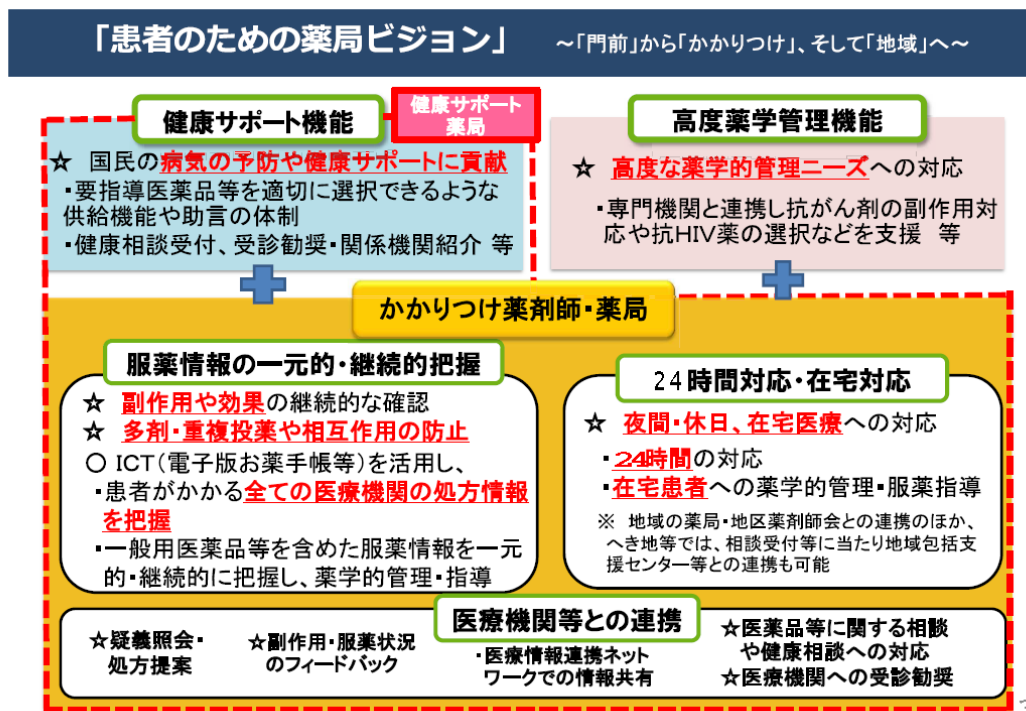 「患者のための薬局ビジョン」 ～「門前」から「かかりつけ」、そして「地域」へ～
健康サポート機能
健康サポート
薬局
☆ 国民の病気の予防や健康サポートに貢献
・要指導医薬品等を適切に選択できるような
供給機能や助言の体制
・健康相談受付、受診勧奨・関係機関紹介 等
高度薬学管理機能
☆ 高度な薬学的管理ニーズへの対応
・専門機関と連携し抗がん剤の副作用対
応や抗HIV薬の選択などを支援 等
かかりつけ薬剤師・薬局
服薬情報の一元的・継続的把握
☆ 副作用や効果の継続的な確認
☆ 多剤・重複投薬や相互作用の防止
○ ICT（電子版お薬手帳等）を活用し、
・患者がかかる全ての医療機関の処方情報
を把握
・一般用医薬品等を含めた服薬情報を一元
的・継続的に把握し、薬学的管理・指導
24時間対応・在宅対応
☆ 夜間・休日、在宅医療への対応
・24時間の対応
・在宅患者への薬学的管理・服薬指導
※ 地域の薬局・地区薬剤師会との連携のほか、
へき地等では、相談受付等に当たり地域包括支
援センター等との連携も可能
医療機関等との連携
☆疑義照会・
処方提案
☆副作用・服薬状況
のフィードバック
・医療情報連携ネット
ワークでの情報共有
☆医薬品等に関する相談
や健康相談への対応
☆医療機関への受診勧奨